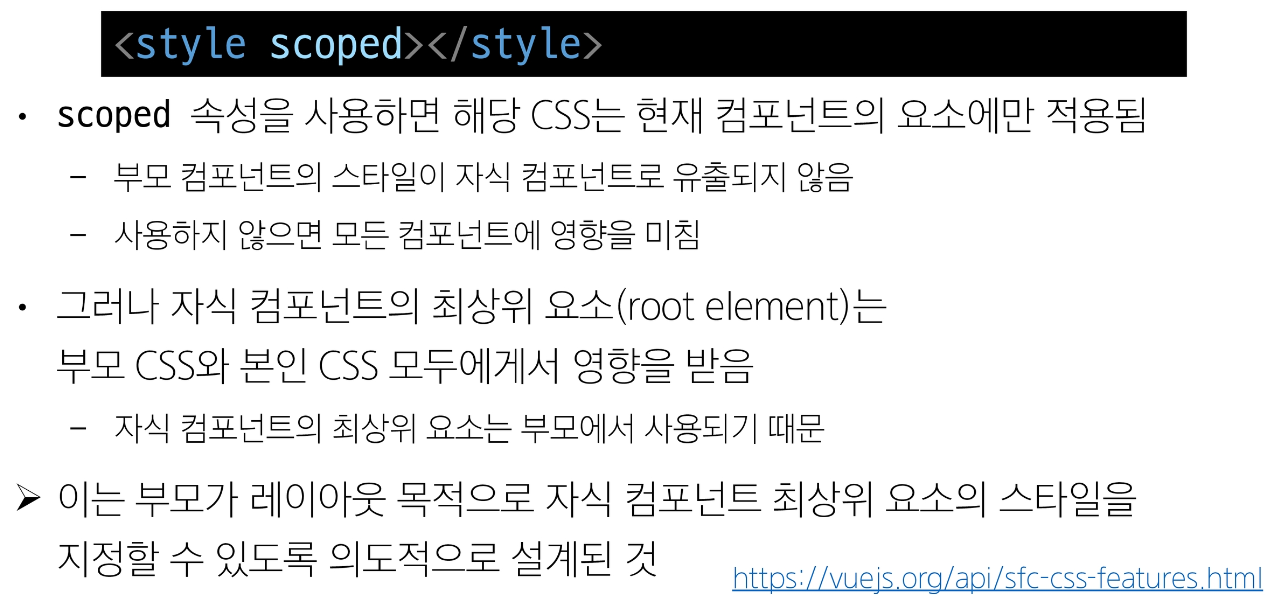 <style scoped></style>
• scoped 속성을 사용하면 해당 CSS는 현재 컴포넌트의 요소에만 적용됨
– 부모 컴포넌트의 스타일이 자식 컴포넌트로 유출되지 않음
– 사용하지 않으면 모든 컴포넌트에 영향을 미침
• 그러나 자식 컴포넌트의 최상위 요소(root element)는
부모 CSS와 본인 CSS 모두에게서 영향을 받음
– 자식 컴포넌트의 최상위 요소는 부모에서 사용되기 때문
➢ 이는 부모가 레이아웃 목적으로 자식 컴포넌트 최상위 요소의 스타일을
지정할 수 있도록 의도적으로 설계된 것
https://vuejs.org/api/sfc-css-features.html